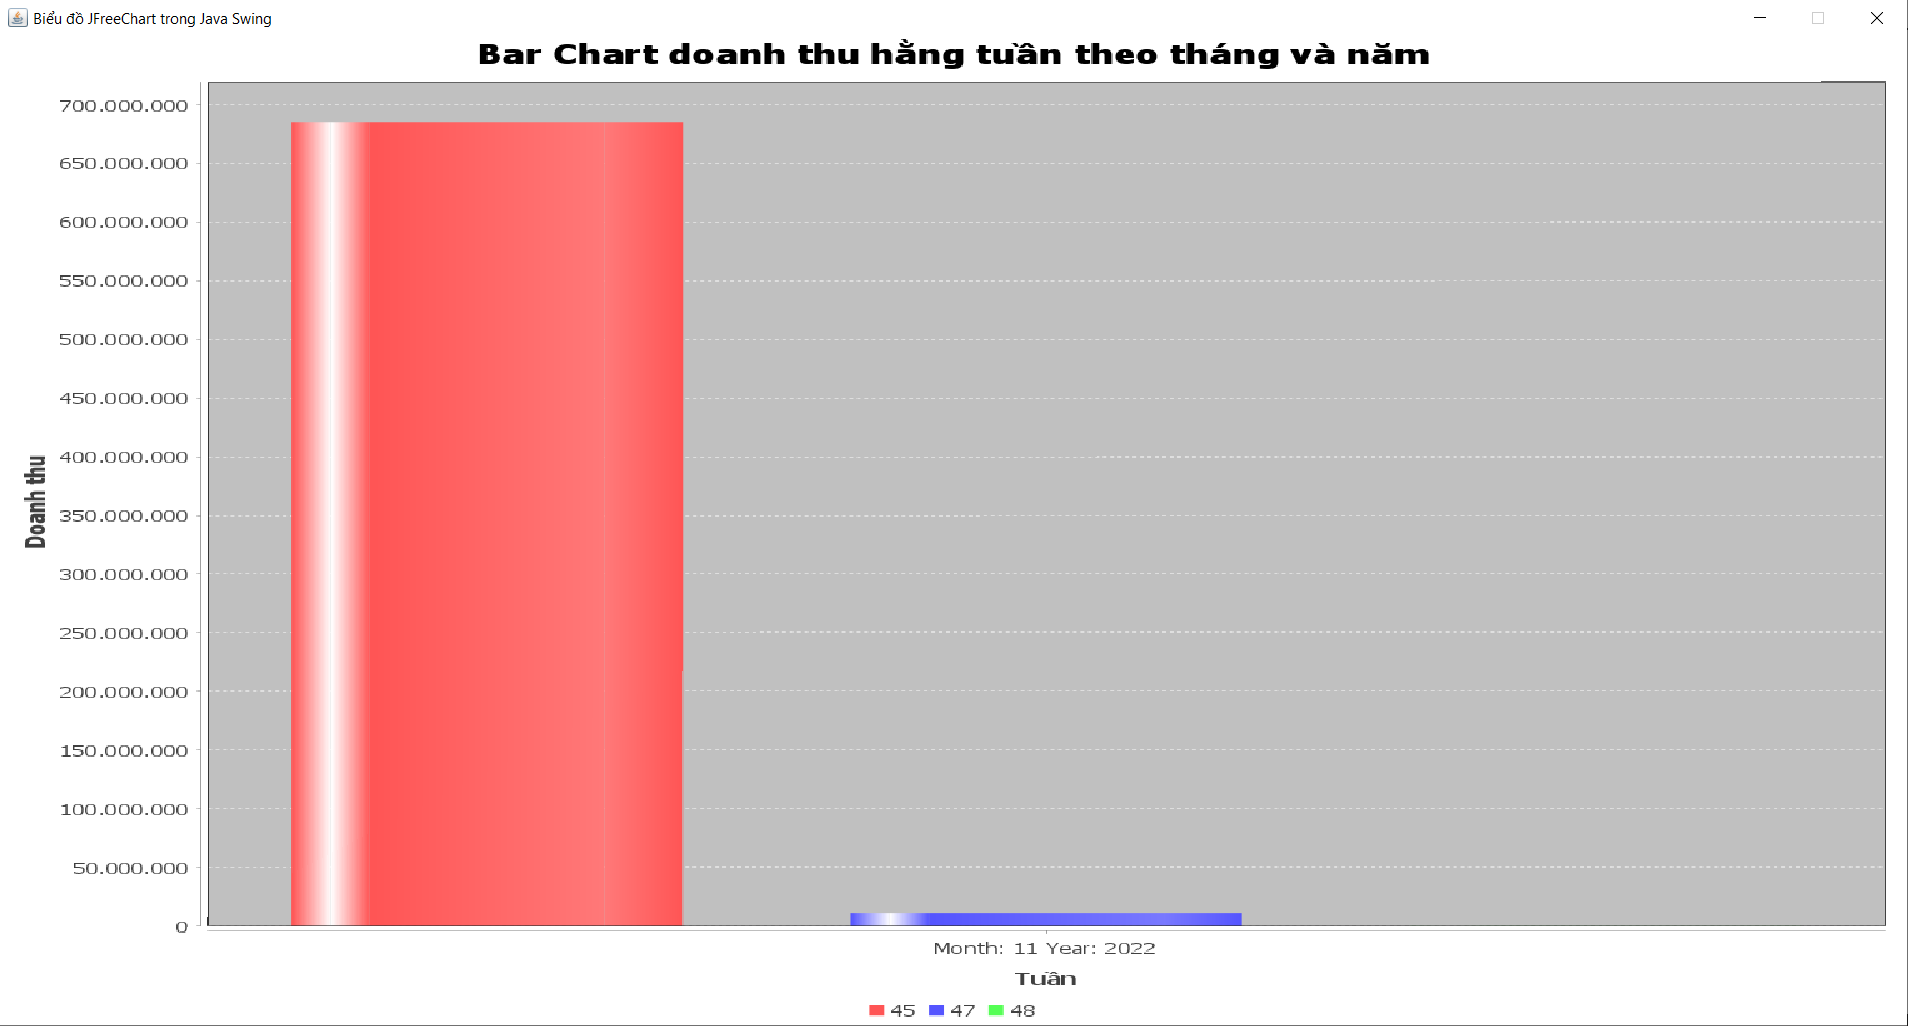 Biểu đồ JFreeChart trong Java Swing
Bar Chart doanh thu hằng tuần theo tháng và năm
700.000.000
650.000.000
600.000.000
550.000.000
500.000.000
450.000.000
400.000.000
350.000.000
300.000.000
250.000.000
200.000.000
150.000.000
100.000.000
50.000.000
0
Doanh thu
Month: 11 Year: 2022
Tuần
45 47 48